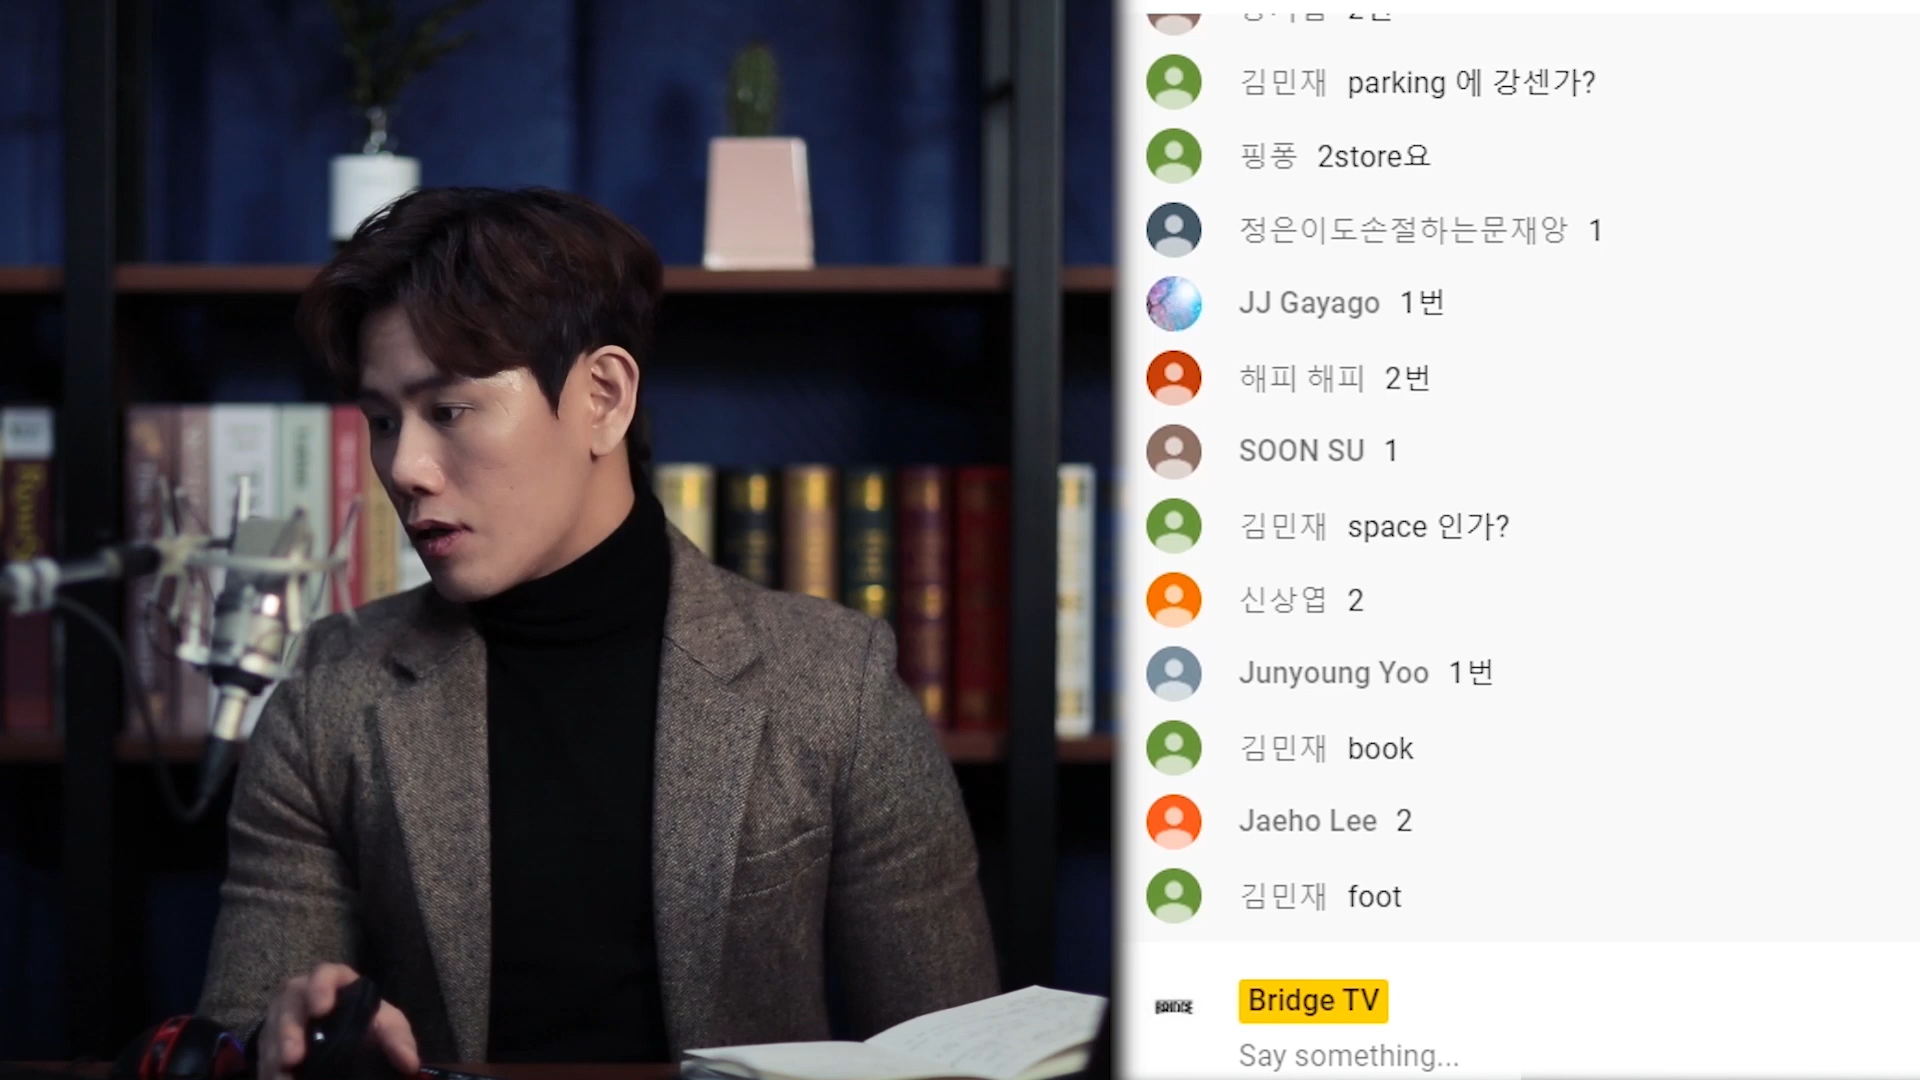 김민재 parking 에 강센가?
핑퐁 2store요
정은이도손절하는문재앙 1
JJ Gayago 1번
해피 해피 2번
SOON SU 1
김민재 space 인가?
신상엽 2
Junyoung Yoo 1번
김민재 book
Jaeho Lee 2
김민재 foot
BRIDGE
Bridge TV
Say something...